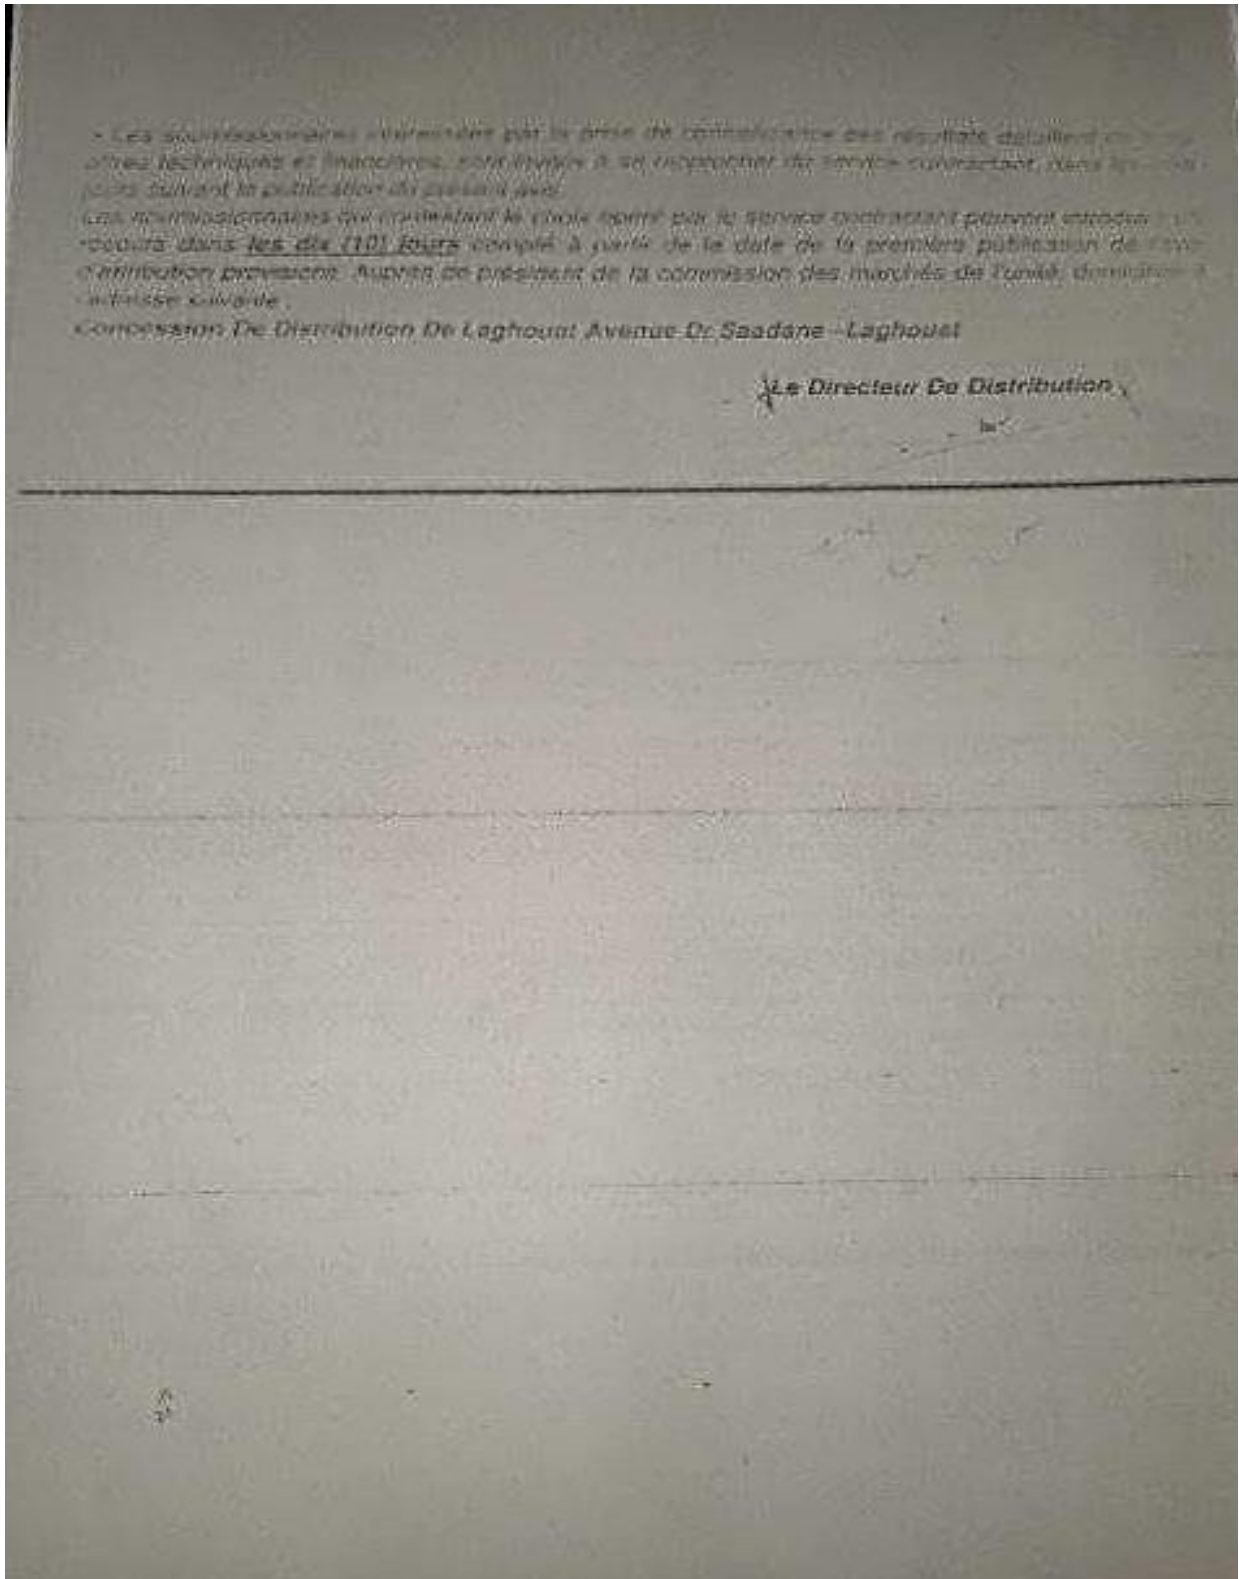 - Les soumissionnaires intéressés par la prise de connaissance des résultats détaillent
offres techniques et financières, sont invités à se rapprocher du service contractant, dans les
jours suivant la publication du présent avis.
Les soumissionnaires qui contestant le choix opéré par le service contractant peuvent introduire un
recours dans les dix (10) jours compté à partir de la date de la première publication de l'avis
d'attribution provisoire. Auprès de président de la commission des marchés de l'unité, domiciliée à
l'adresse suivante :
Concession De Distribution De Laghouat Avenue Dr Saadane - Laghouat
Le Directeur De Distribution